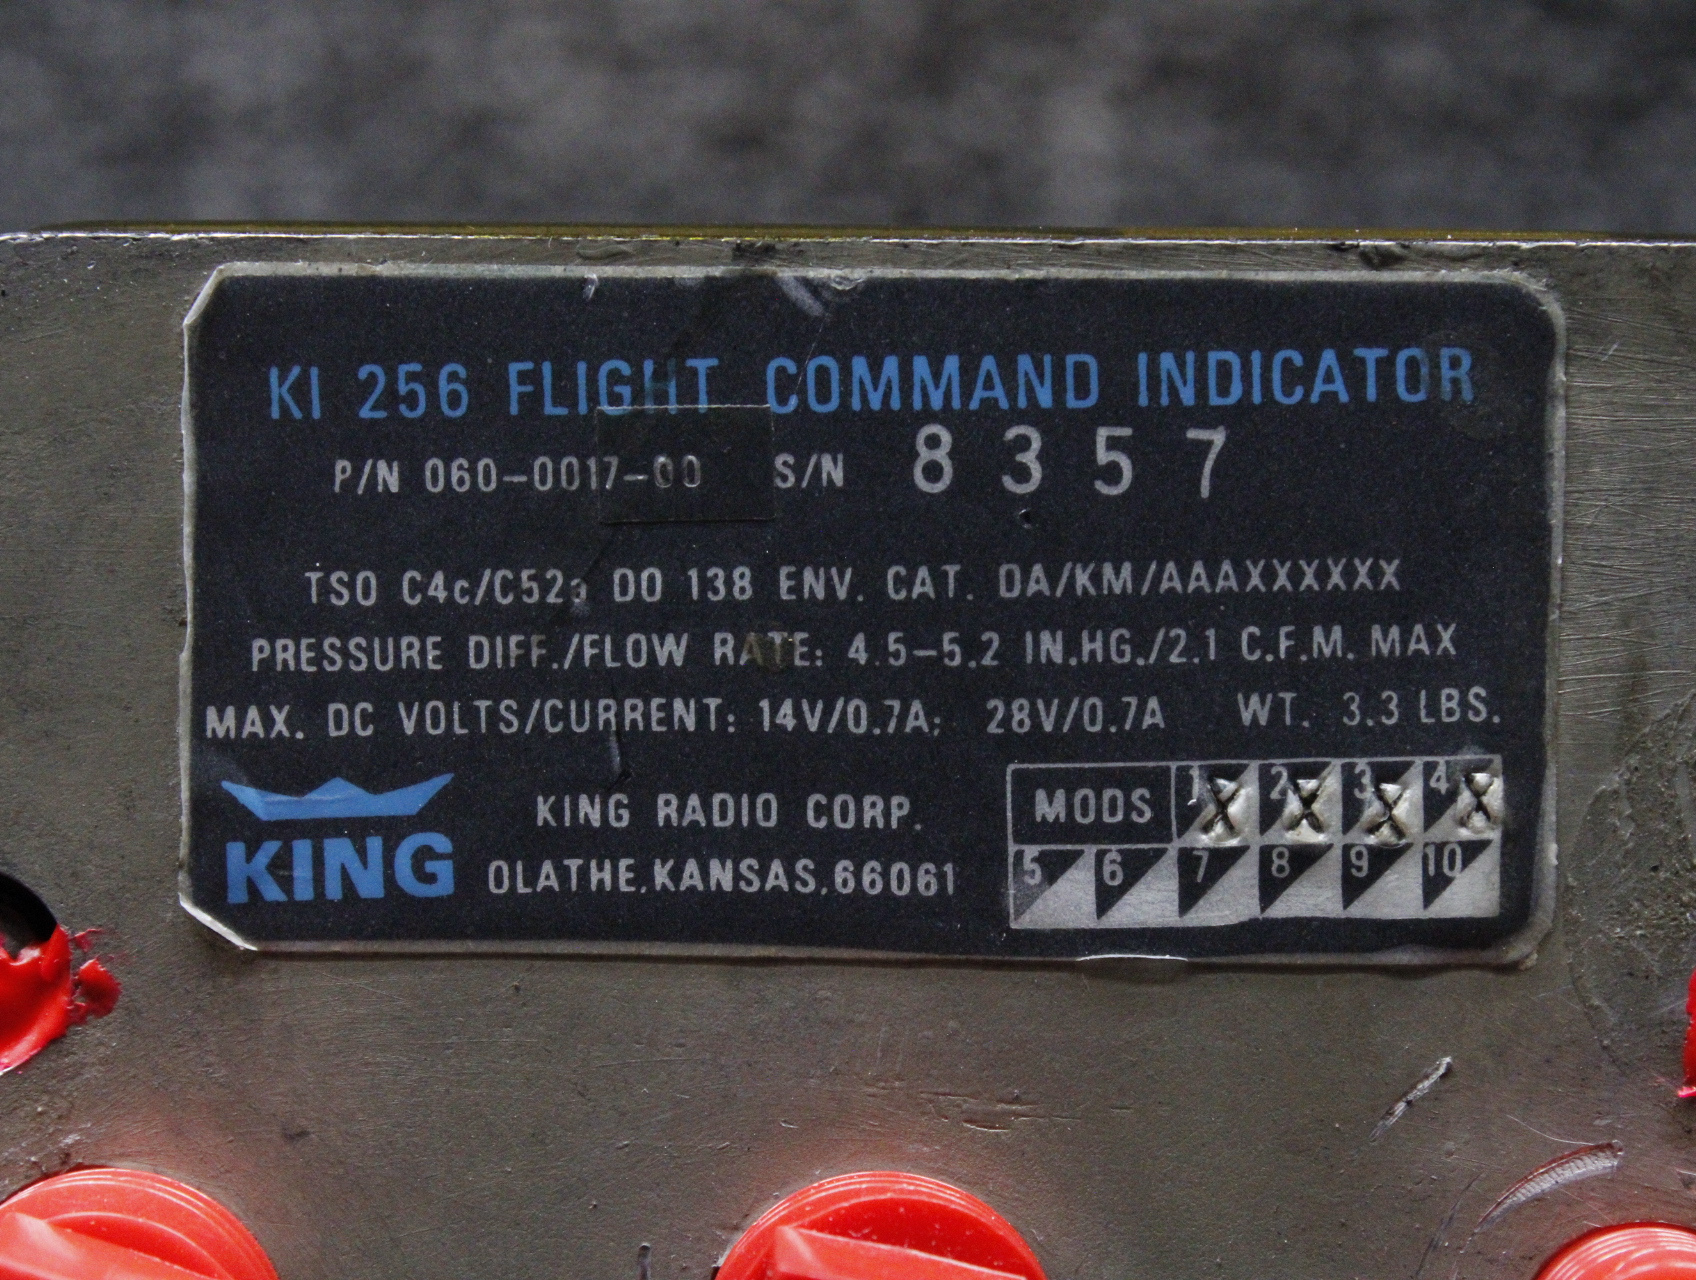 KI 256 FLIGHT COMMAND INDICATOR
P/N 060-0017-00 S/N 8357
TSO C4c/C52a DO 138 ENV. CAT. DA/KM/AAAXXXXXX
PRESSURE DIFF./FLOW RATE: 4.5-5.2 IN.HG./2.1 C.F.M. MAX
MAX. DC VOLTS/CURRENT: 14V/0.7A; 28V/0.7A WT. 3.3 LBS.
KING
KING RADIO CORP.
OLATHE, KANSAS, 66061
MODS 1 X 2 X 3 X 4 X
5 6 7 8 9 10